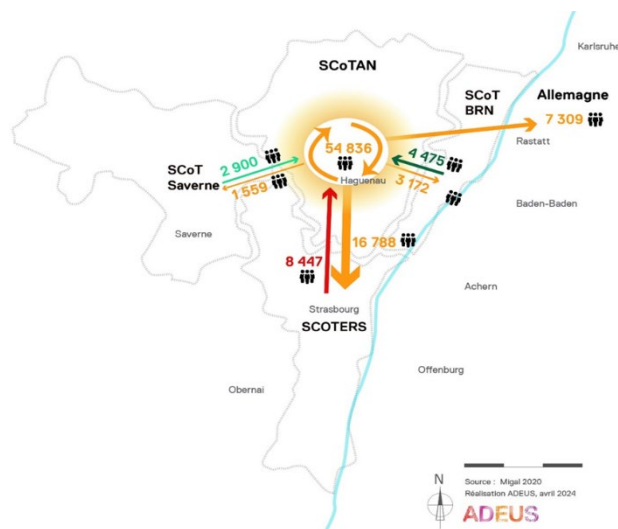 Karlsruhe
SCoTAN
SCoT
BRN
Allemagne
7 309
Rastatt
54 836
Haguenau
4 475
3 172
2 900
1 559
SCoT
Saverne
Saverne
Baden-Baden
16 788
8 447
Achern
Strasbourg
SCOTERS
Offenburg
Obernai
N
Source : Migal 2020
Réalisation ADEUS, avril 2024
ADEUS